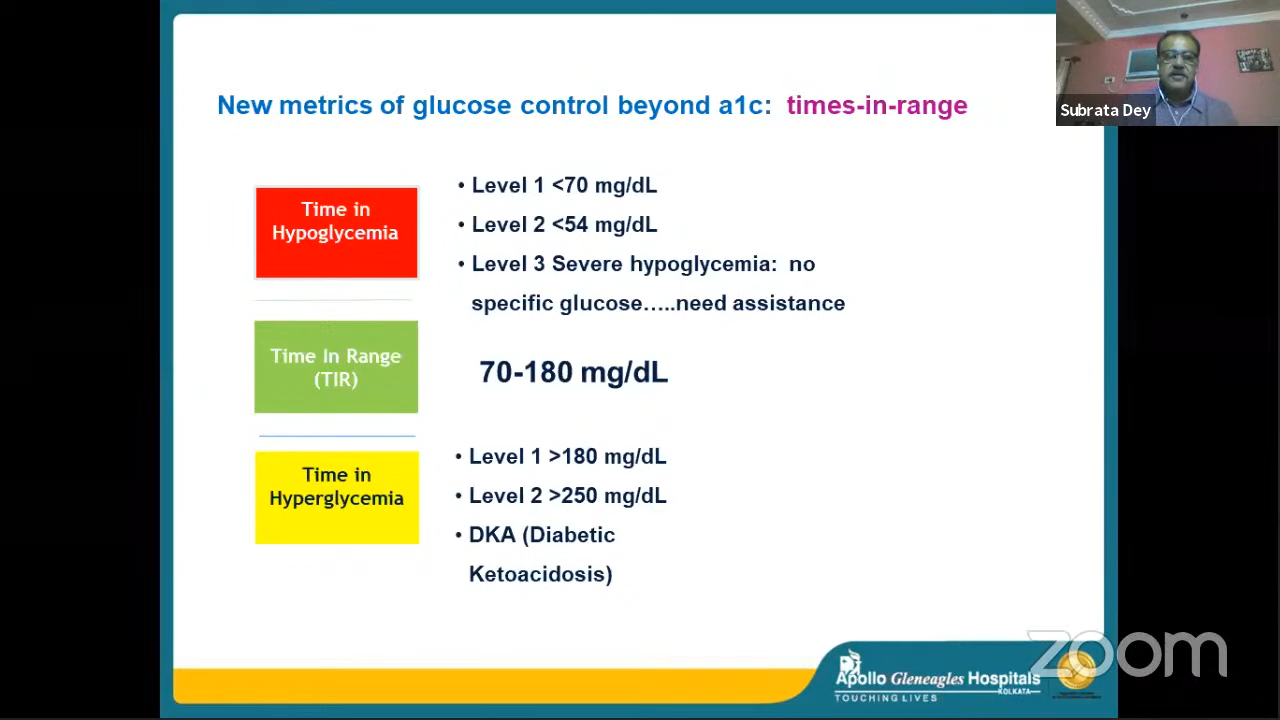 New metrics of glucose control beyond a1c: times-in-range
Subrata Dey
Time in
Hypoglycemia
• Level 1 <70 mg/dL
• Level 2 <54 mg/dL
• Level 3 Severe hypoglycemia: no
specific glucose…..need assistance
Time In Range
(TIR)
70-180 mg/dL
Time in
Hyperglycemia
• Level 1 >180 mg/dL
• Level 2 >250 mg/dL
• DKA (Diabetic
Ketoacidosis)
Apollo Gleneagles Hospitals
KOLKATA
TOUCHING LIVES
zoom